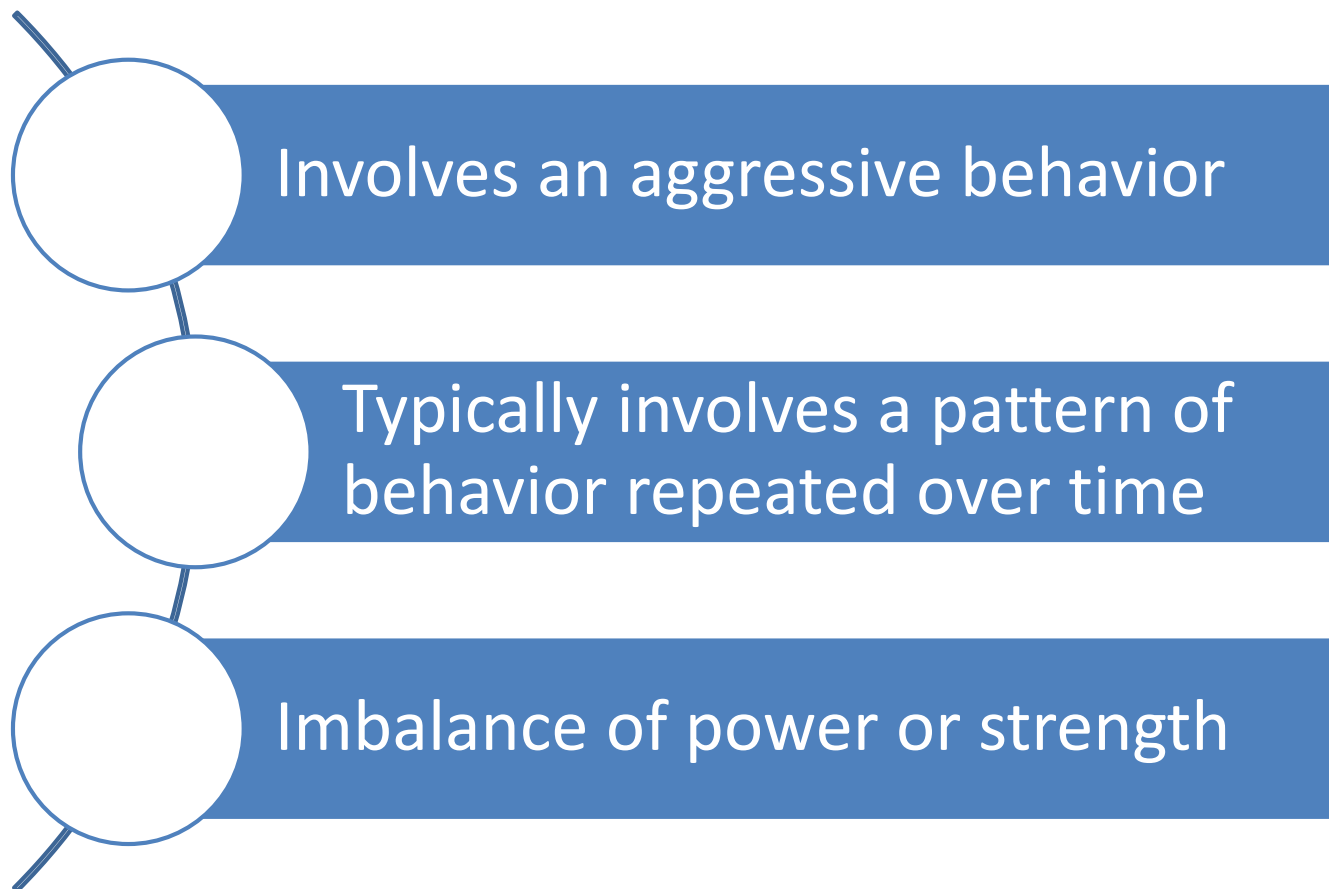 Involves an aggressive behavior
Typically involves a pattern of
behavior repeated over time
Imbalance of power or strength